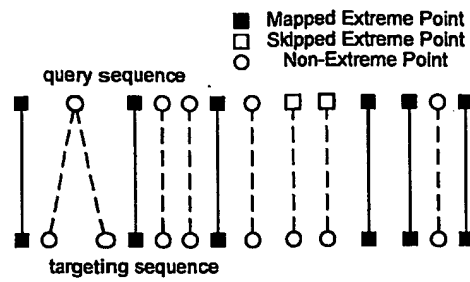 Mapped Extreme Point
Skipped Extreme Point
Non-Extreme Point
query sequence
targeting sequence